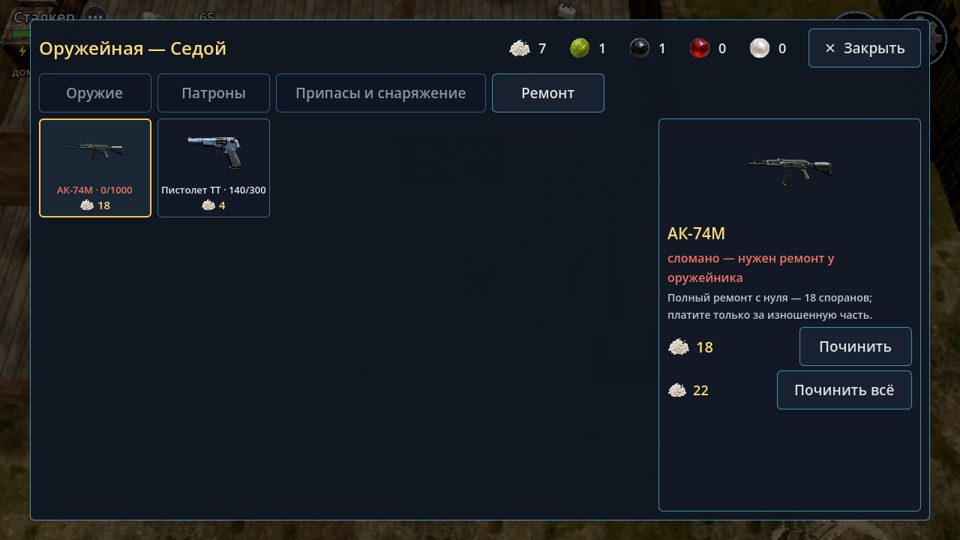 Сталкер
65
Оружейная — Седой
7
1
1
0
0
× Закрыть
Оружие
Патроны
Припасы и снаряжение
Ремонт
АК-74М · 0/1000
18
Пистолет ТТ · 140/300
4
АК-74М
сломано — нужен ремонт у
оружейника
Полный ремонт с нуля — 18 споранов;
платите только за изношенную часть.
18
Починить
22
Починить всё